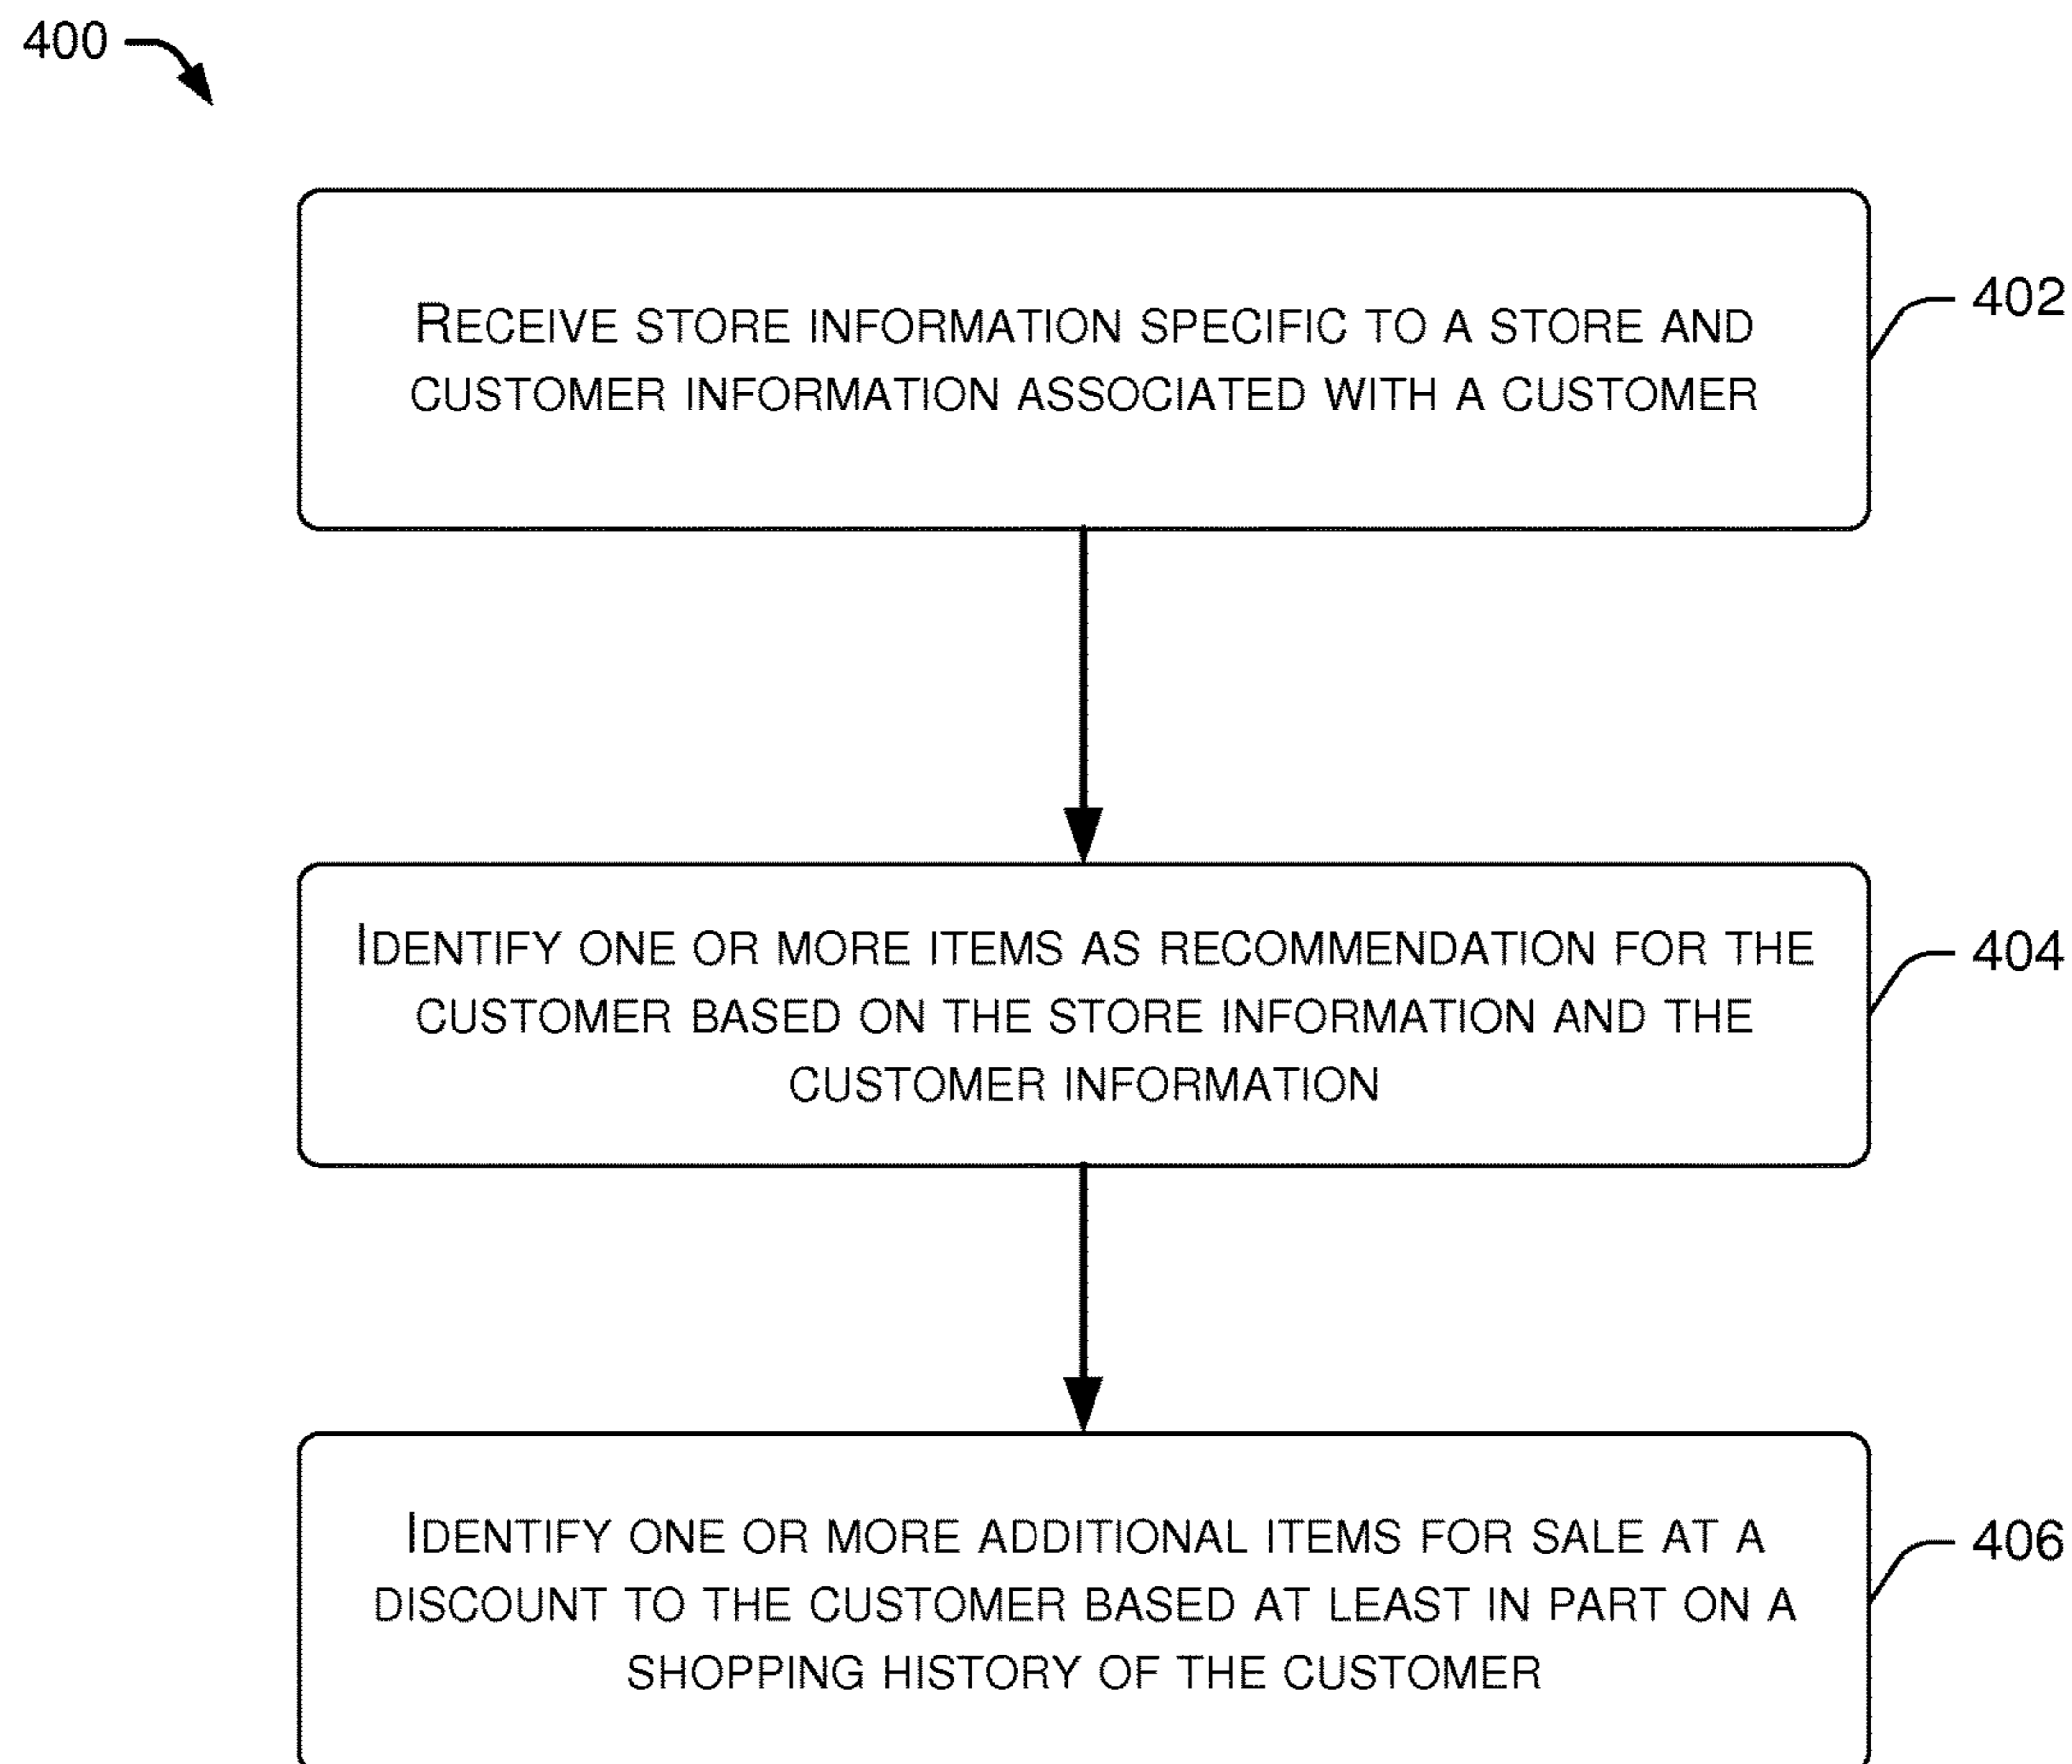 400
RECEIVE STORE INFORMATION SPECIFIC TO A STORE AND
CUSTOMER INFORMATION ASSOCIATED WITH A CUSTOMER
402
IDENTIFY ONE OR MORE ITEMS AS RECOMMENDATION FOR THE
CUSTOMER BASED ON THE STORE INFORMATION AND THE
CUSTOMER INFORMATION
404
IDENTIFY ONE OR MORE ADDITIONAL ITEMS FOR SALE AT A
DISCOUNT TO THE CUSTOMER BASED AT LEAST IN PART ON A
SHOPPING HISTORY OF THE CUSTOMER
406